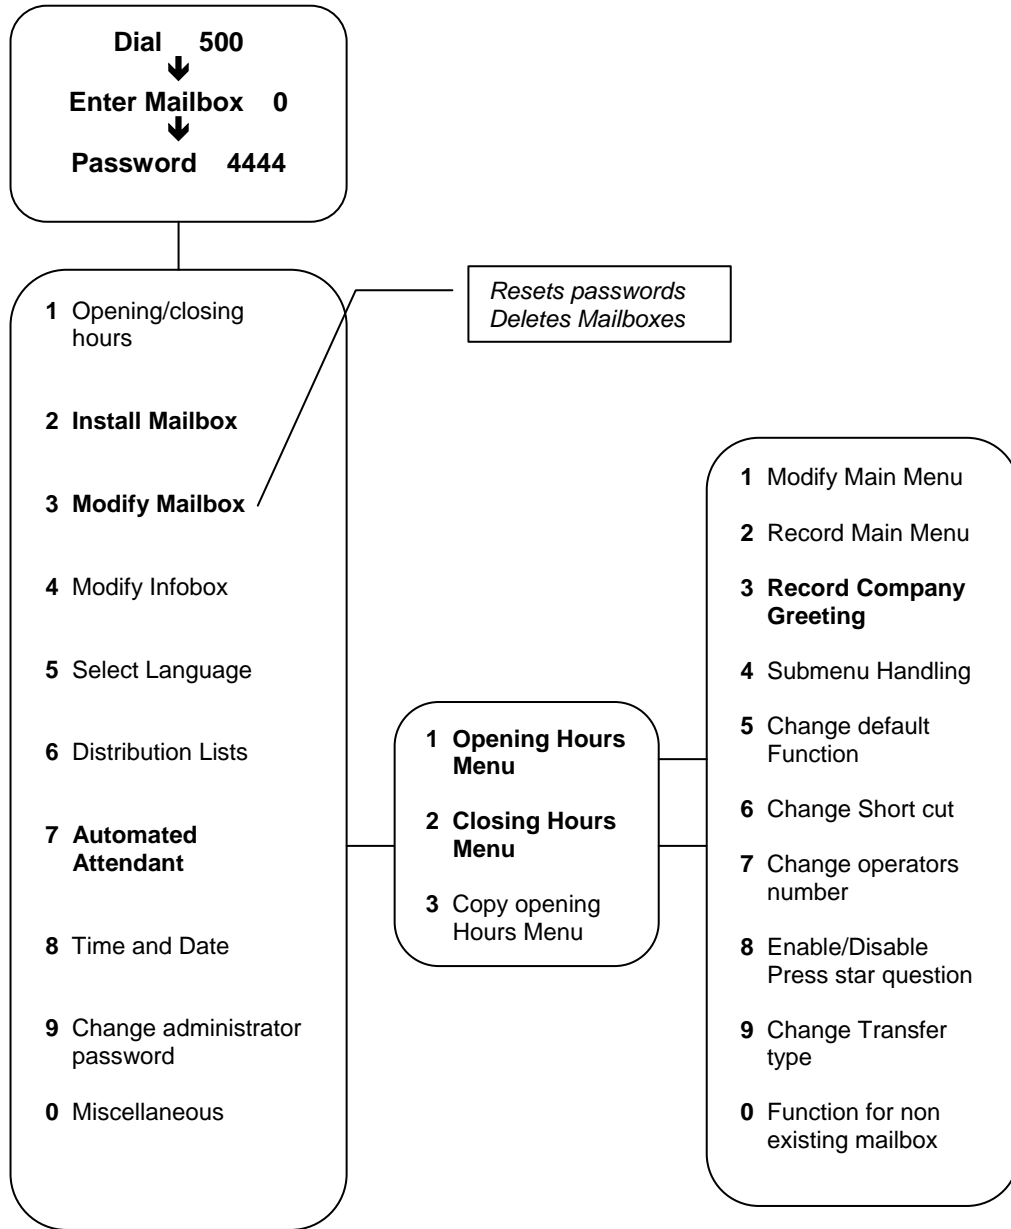 Dial 500
Enter Mailbox 0
Password 4444
1 Opening/closing
hours
2 Install Mailbox
3 Modify Mailbox
4 Modify Infobox
5 Select Language
6 Distribution Lists
7 Automated
Attendant
8 Time and Date
9 Change administrator
password
0 Miscellaneous
Resets passwords
Deletes Mailboxes
1 Opening Hours
Menu
2 Closing Hours
Menu
3 Copy opening
Hours Menu
1 Modify Main Menu
2 Record Main Menu
3 Record Company
Greeting
4 Submenu Handling
5 Change default
Function
6 Change Short cut
7 Change operators
number
8 Enable/Disable
Press star question
9 Change Transfer
type
0 Function for non
existing mailbox